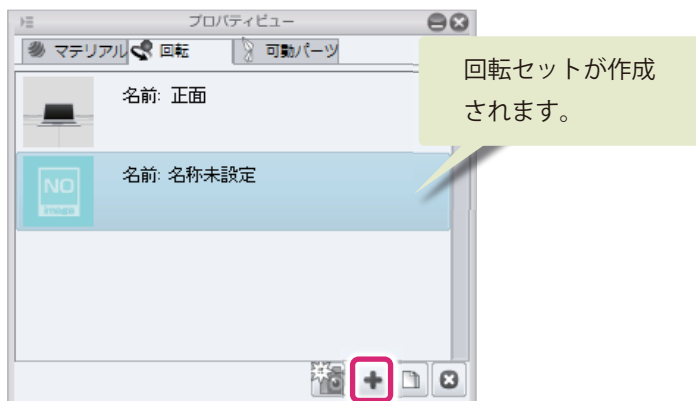 プロパティビュー
マテリアル 回転 可動パーツ
回転セットが作成
されます。
名前: 正面
NO
image
名前: 名称未設定